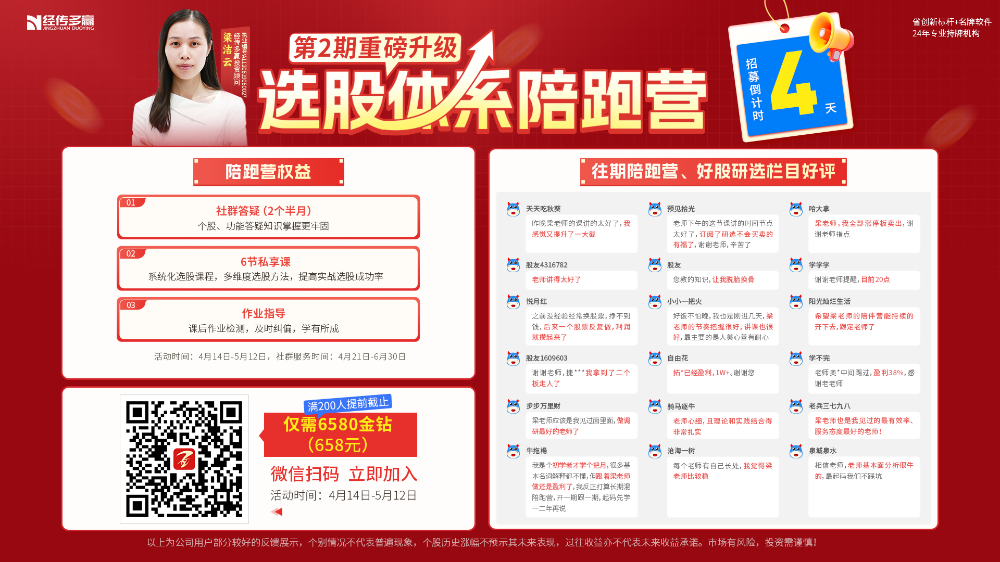 经传多赢
JINGZHUAN DUOYING
梁洁云
经传多赢投资顾问
执业编号A1120619060027
第2期重磅升级
选股体系陪跑营
招募倒计时
4
天
省创新标杆+名牌软件
24年专业持牌机构
陪跑营权益
01
社群答疑（2个半月）
个股、功能答疑知识掌握更牢固
02
6节私享课
系统化选股课程，多维度选股方法，提高实战选股成功率
03
作业指导
课后作业检测，及时纠偏，学有所成
活动时间：4月14日-5月12日，社群服务时间：4月21日-6月30日
满200人提前截止
仅需6580金钻
（658元）
微信扫码 立即加入
活动时间：4月14日-5月12日
往期陪跑营、好股研选栏目好评
天天吃秋葵
昨晚梁老师的课讲的太好了，我
感觉又提升了一大截
预见拾光
老师下午的这节课讲的时间节点
太好了，订阅了研选不会买卖的
有福了，谢谢老师，辛苦了
哈大拿
梁老师，我全部涨停板卖出，谢
谢老师指点
股友4316782
老师讲得太好了
股友
您教的知识，让我脱胎换骨
学学学
谢谢老师提醒，目前20点
悦月红
之前没经验经常换股票，挣不到
钱，后来一个股票反复做，利润
就攒起来了
小小一把火
好饭不怕晚，我也是刚进几天，梁
老师的节奏把握很好，讲课也很
好，最主要的是人美心善有耐心
阳光灿烂生活
希望梁老师的陪伴营能持续的
开下去，跟定老师了
股友1609603
谢谢老师，捷***我拿到了二个
板走人了
自由花
拓*已经盈利，1W+。谢谢您
学不完
老师奥*中间踢过，盈利38%，感
谢老老师
步步万里财
梁老师应该是我见过面里面，做调
研最好的老师了
骑马逐牛
老师心细，且理论和实践结合得
非常扎实
老兵三七九八
梁老师也是我见过的最有效率、
服务态度最好的老师！
牛拖楊
我是个初学者才学个把月，很多基
本名词解释都不懂，但跟着梁老师
做还是盈利了，我反正打算长期混
陪跑营，开一期跟一期，起码先学
一二年再说
沧海一树
每个老师有自己长处，我觉得梁
老师比较稳
泉城泉水
相信老师，老师基本面分析很牛
的，最起码我们不踩坑
以上为公司用户部分较好的反馈展示，个别情况不代表普遍现象，个股历史涨幅不预示其未来表现，过往收益亦不代表未来收益承诺。市场有风险，投资需谨慎！